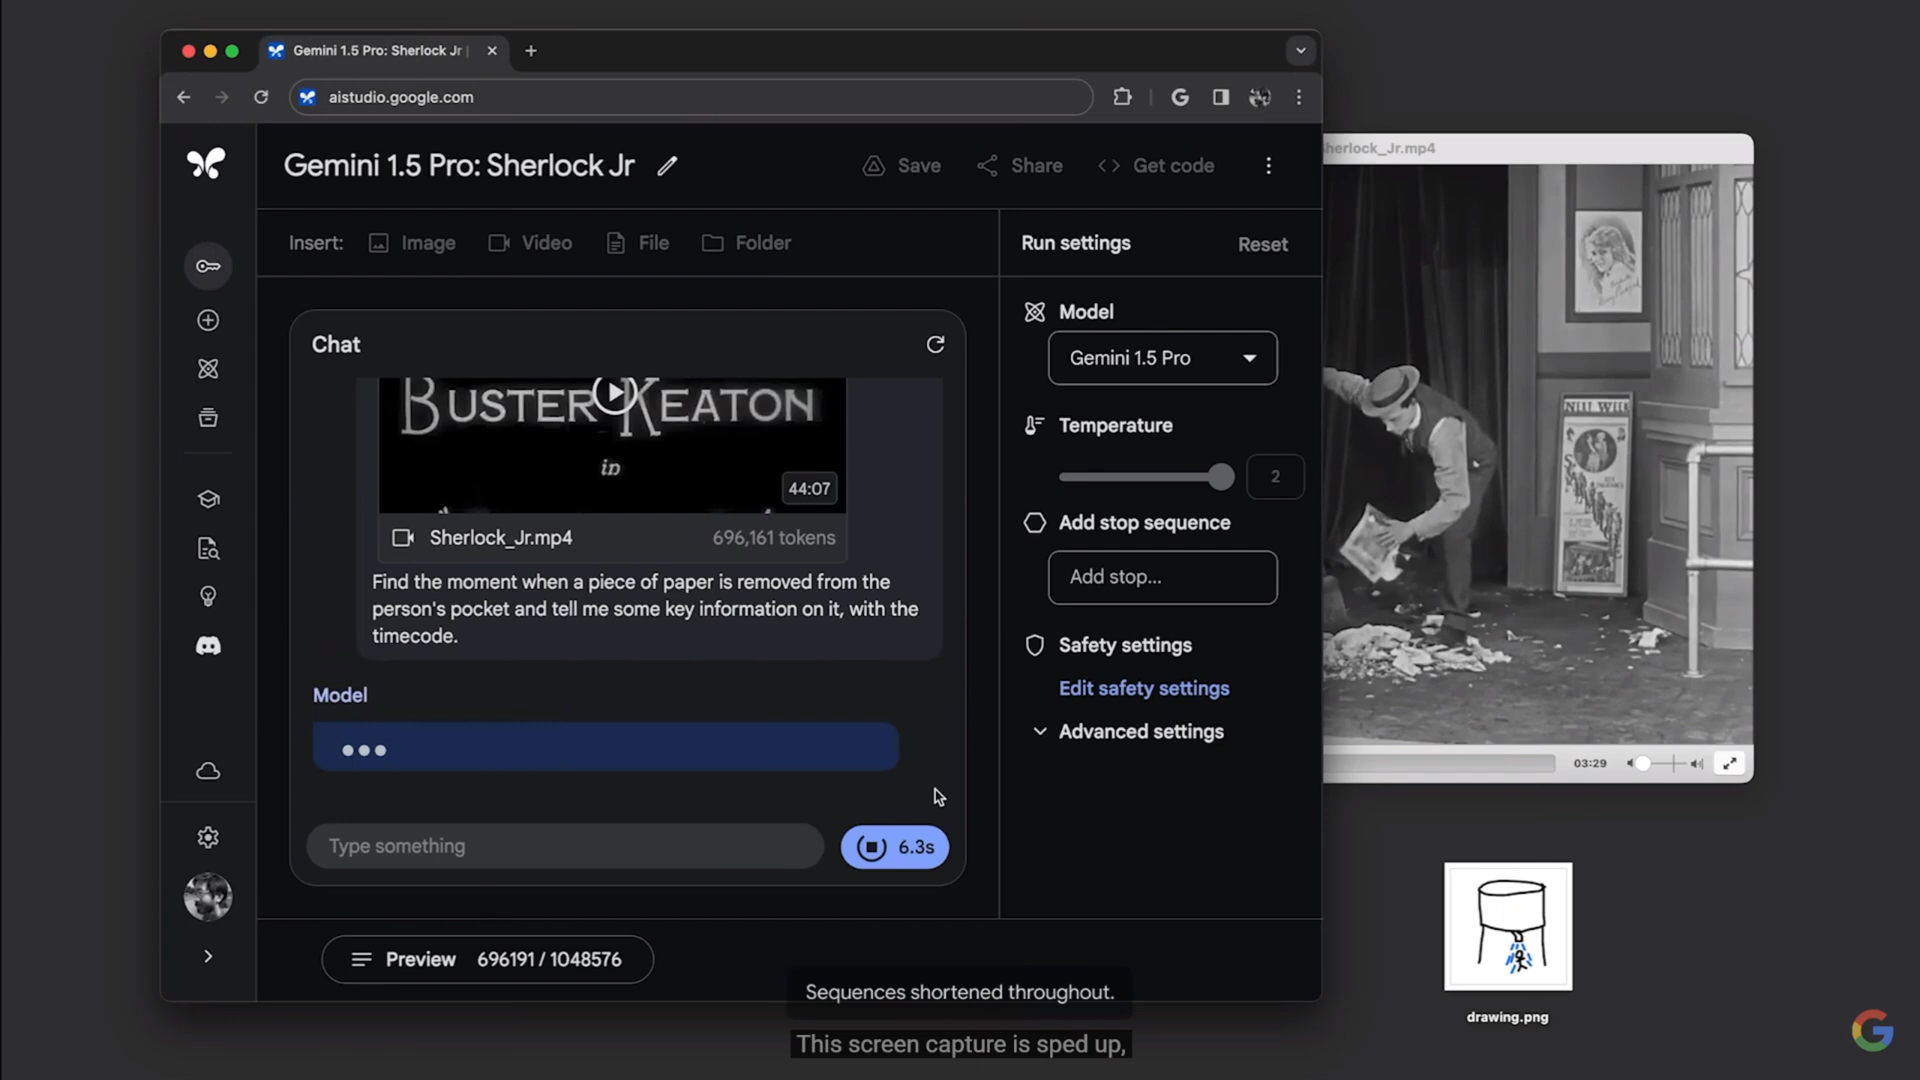 Gemini 1.5 Pro: Sherlock Jr
aistudio.google.com
Gemini 1.5 Pro: Sherlock Jr
Save
Share
Get code
Insert:
Image
Video
File
Folder
Run settings
Reset
Chat
BUSTER KEATON
in
44:07
Sherlock_Jr.mp4
696,161 tokens
Find the moment when a piece of paper is removed from the
person's pocket and tell me some key information on it, with the
timecode.
Model
Type something
6.3s
Preview
696191 / 1048576
Model
Gemini 1.5 Pro
Temperature
2
Add stop sequence
Add stop...
Safety settings
Edit safety settings
Advanced settings
herlock_Jr.mp4
NEXT WEEK
03:29
drawing.png
Sequences shortened throughout.
This screen capture is sped up,